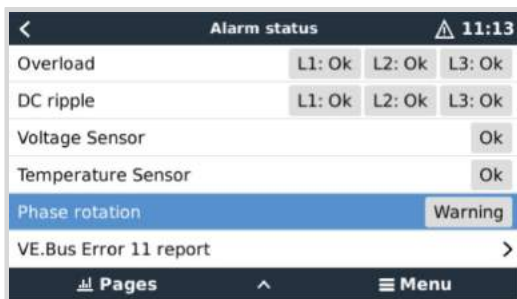 Alarm status 11:13
Overload L1: Ok L2: Ok L3: Ok
DC ripple L1: Ok L2: Ok L3: Ok
Voltage Sensor Ok
Temperature Sensor Ok
Phase rotation Warning
VE.Bus Error 11 report
Pages Menu